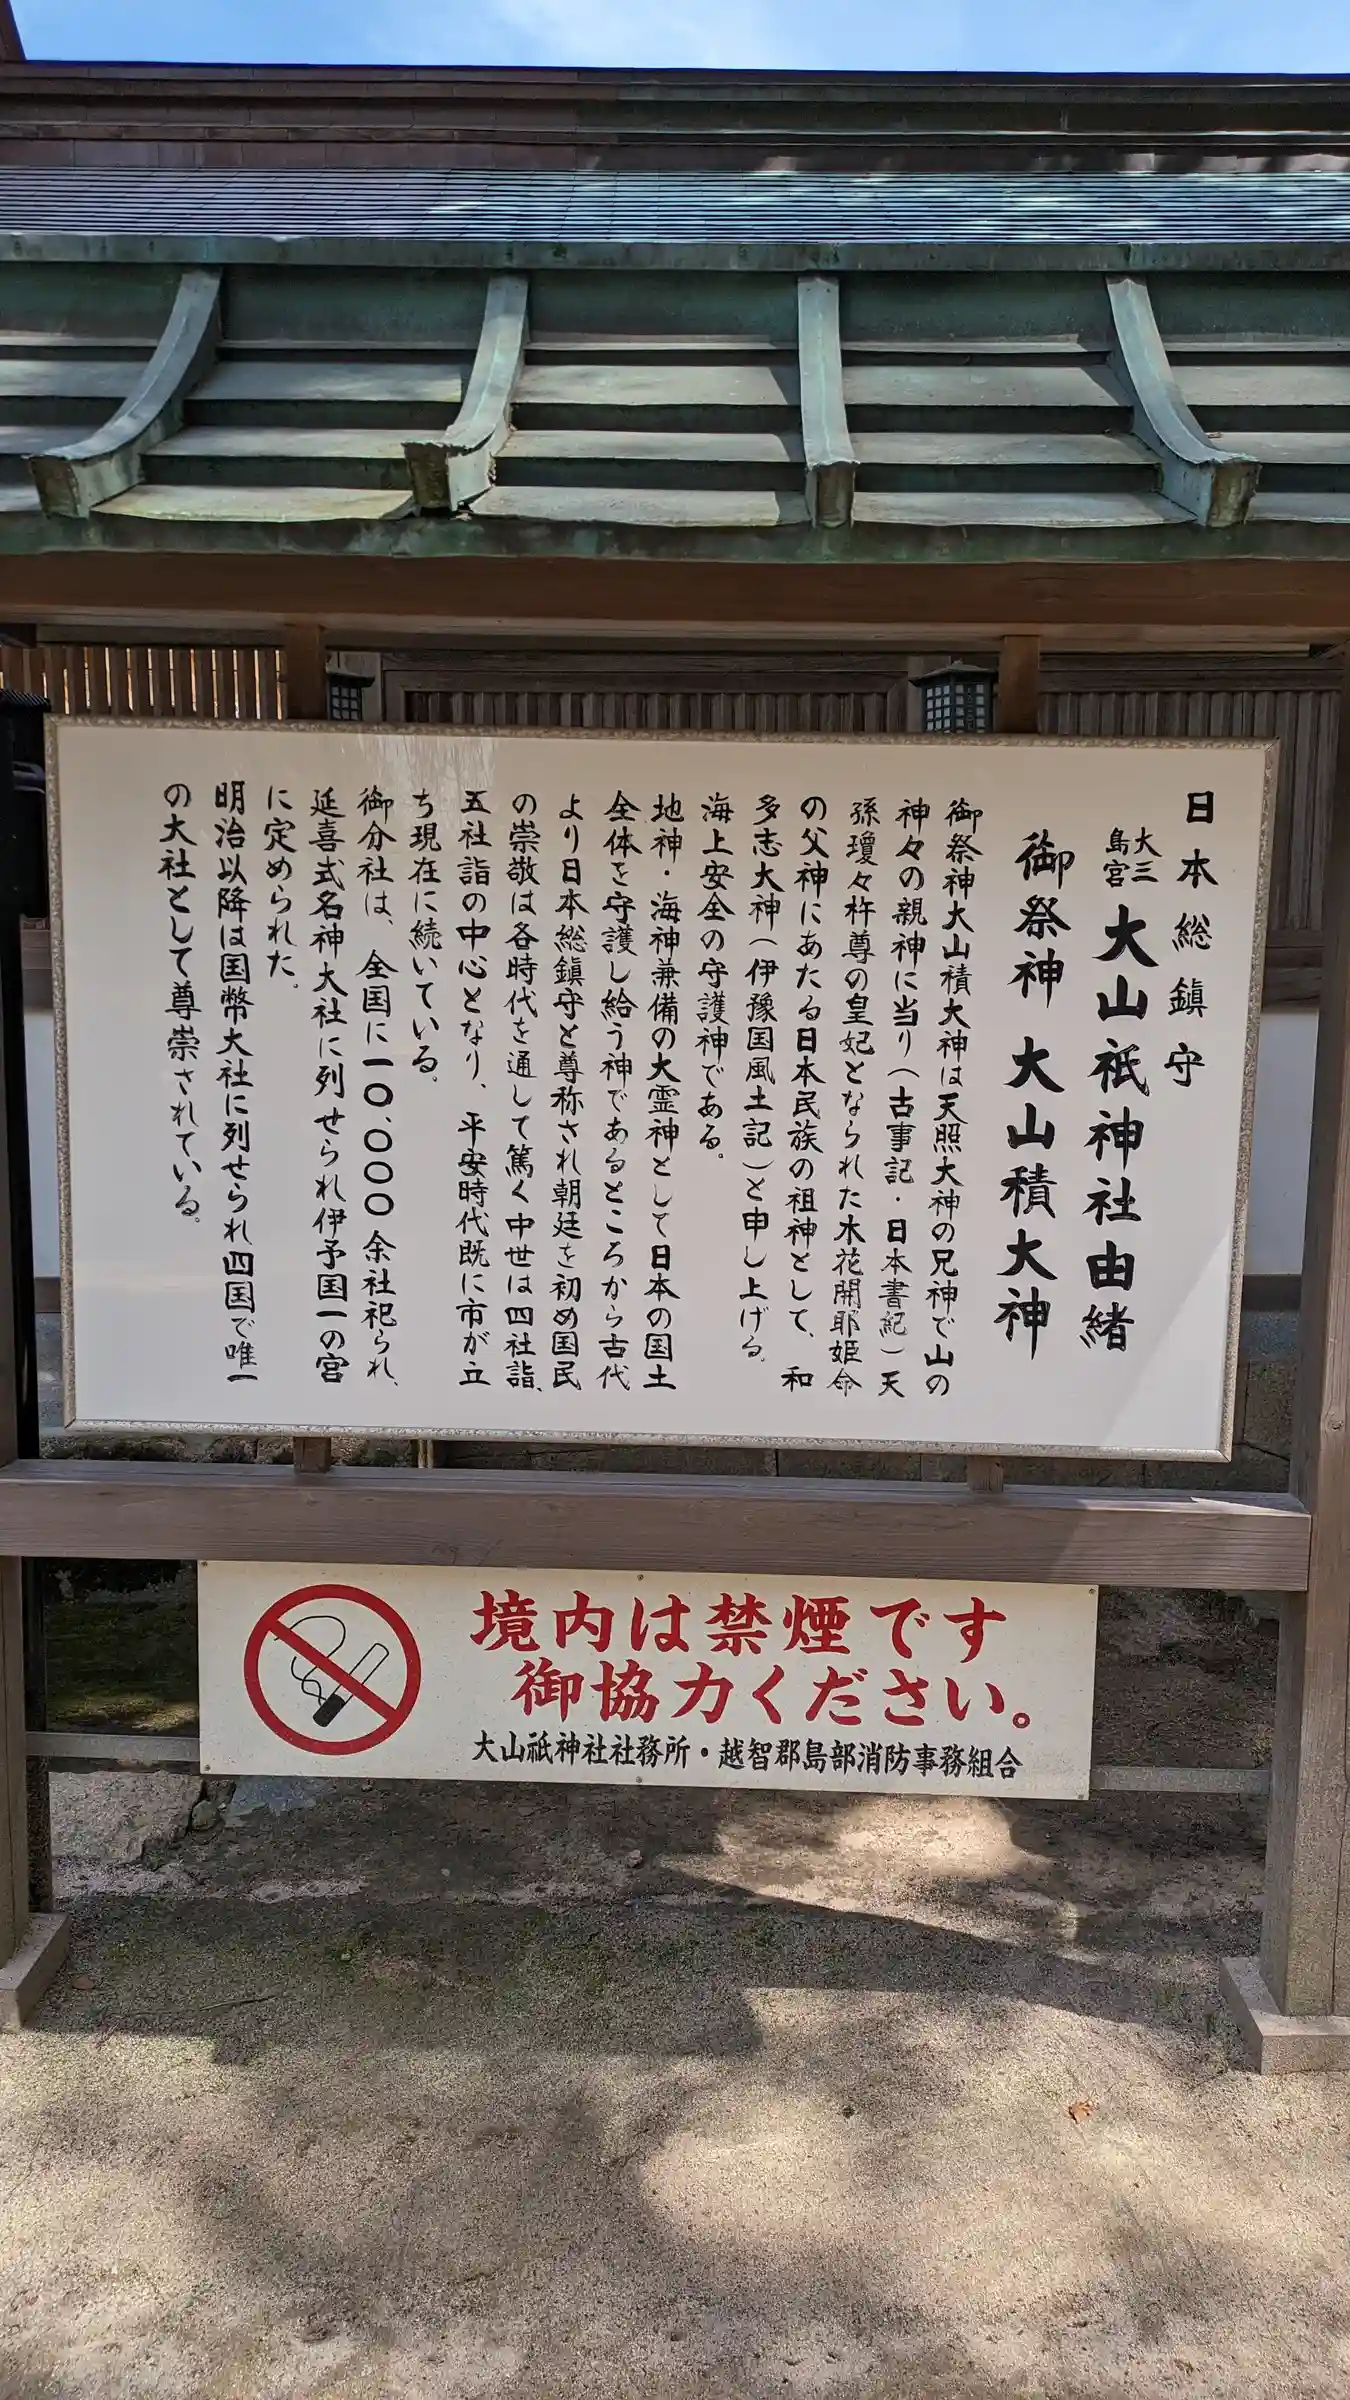 日本総鎮守
大三島宮 大山祇神社由緒
御祭神 大山積大神
御祭神大山積大神は天照大神の兄神で山の
神々の親神に当り（古事記・日本書紀）天
孫瓊々杵尊の皇妃となられた木花開耶姫命
の父神にあたる日本民族の祖神として、和
多志大神（伊豫国風土記）と申し上げる。
海上安全の守護神である。
地神・海神兼備の大霊神として日本の国土
全体を守護し給う神であるところから古代
より日本総鎮守と尊称され朝廷を初め国民
の崇敬は各時代を通して篤く中世は四社詣、
五社詣の中心となり、平安時代既に市が立
ち現在に続いている。
御分社は、全国に一〇、〇〇〇余社祀られ、
延喜式名神大社に列せられ伊予国一の宮
に定められた。
明治以降は国幣大社に列せられ四国で唯一
の大社として尊崇されている。
境内は禁煙です
御協力ください。
大山祇神社社務所・越智郡島部消防事務組合